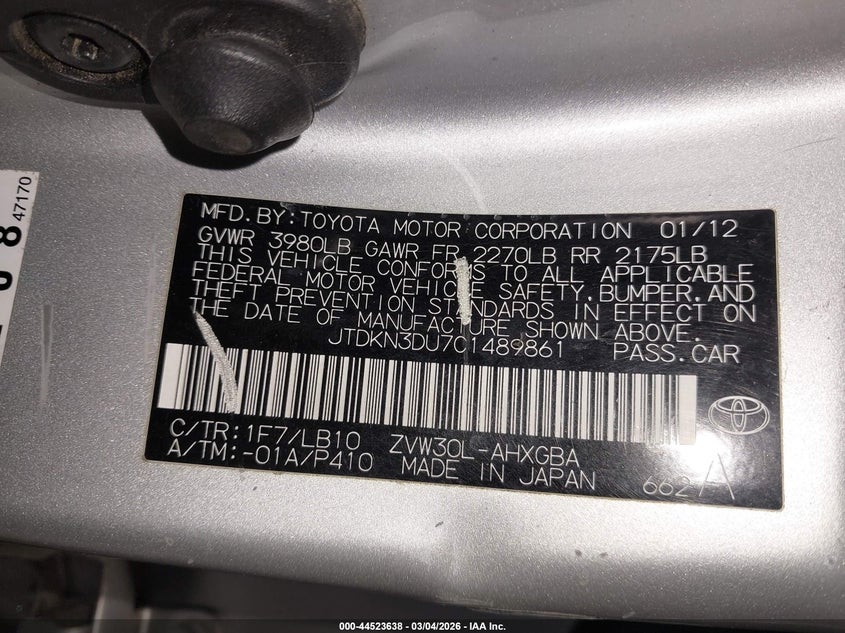 47170
MFD.BY:TOYOTA MOTOR CORPORATION 01/12
GVWR 3980LB GAWR FR 2270LB RR 2175LB
THIS VEHICLE CONFORMS TO ALL APPLICABLE
FEDERAL MOTOR VEHICLE SAFETY,BUMPER,AND
THEFT PREVENTION STANDARDS IN EFFECT ON
THE DATE OF MANUFACTURE SHOWN ABOVE.
JTDKN3DU7C1489861 PASS.CAR
C/TR:1F7/LB10 ZVW30L-AHXGBA
A/TM:-01A/P410 MADE IN JAPAN 662 A
000-44523638 - 03/04/2026 - IAA Inc.